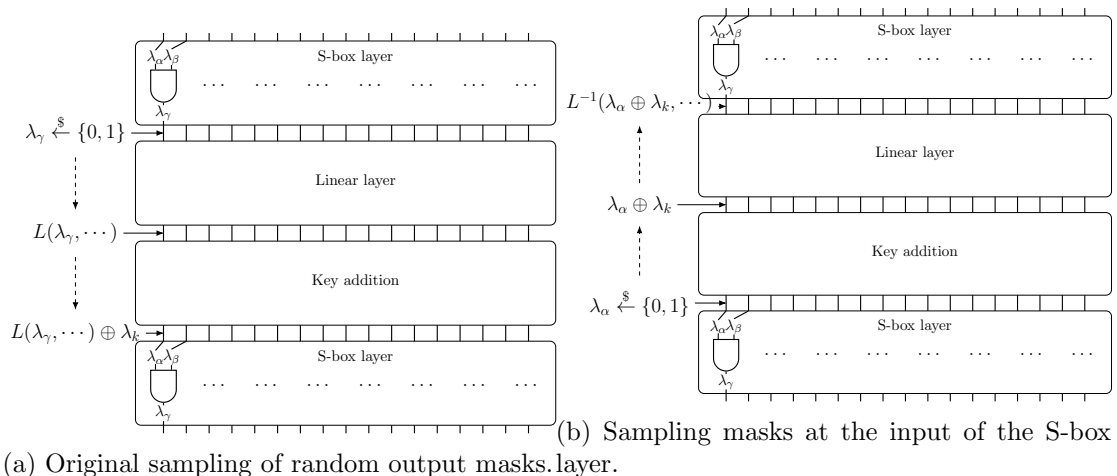 λα λβ
S-box layer
... ... ... ... ... ... ... ...
λγ
λγ ←$ {0, 1}
Linear layer
L(λγ, ···)
Key addition
L(λγ, ···) ⊕ λk
λα λβ
S-box layer
... ... ... ... ... ... ... ...
λγ
(a) Original sampling of random output masks.
λα λβ
S-box layer
... ... ... ... ... ... ... ...
λγ
L⁻¹(λα ⊕ λk, ···)
Linear layer
λα ⊕ λk
Key addition
λα ←$ {0, 1}
λα λβ
S-box layer
... ... ... ... ... ... ... ...
λγ
(b) Sampling masks at the input of the S-box
layer.